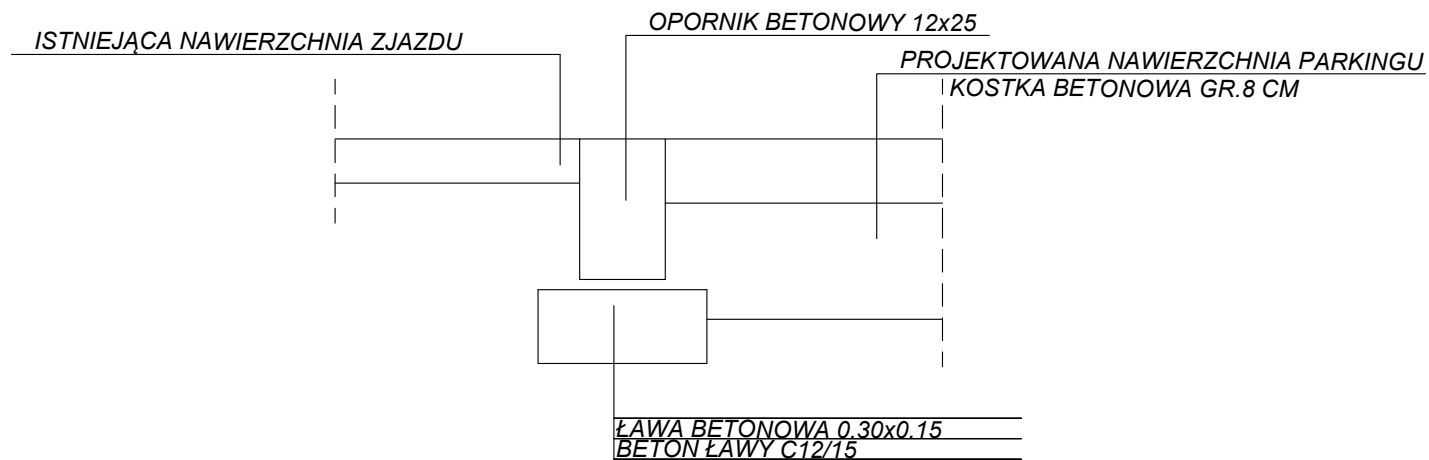 OPORNIK BETONOWY 12x25
ISTNIEJĄCA NAWIERZCHNIA ZJAZDU
PROJEKTOWANA NAWIERZCHNIA PARKINGU
KOSTKA BETONOWA GR.8 CM
ŁAWA BETONOWA 0.30x0.15
BETON ŁAWY C12/15